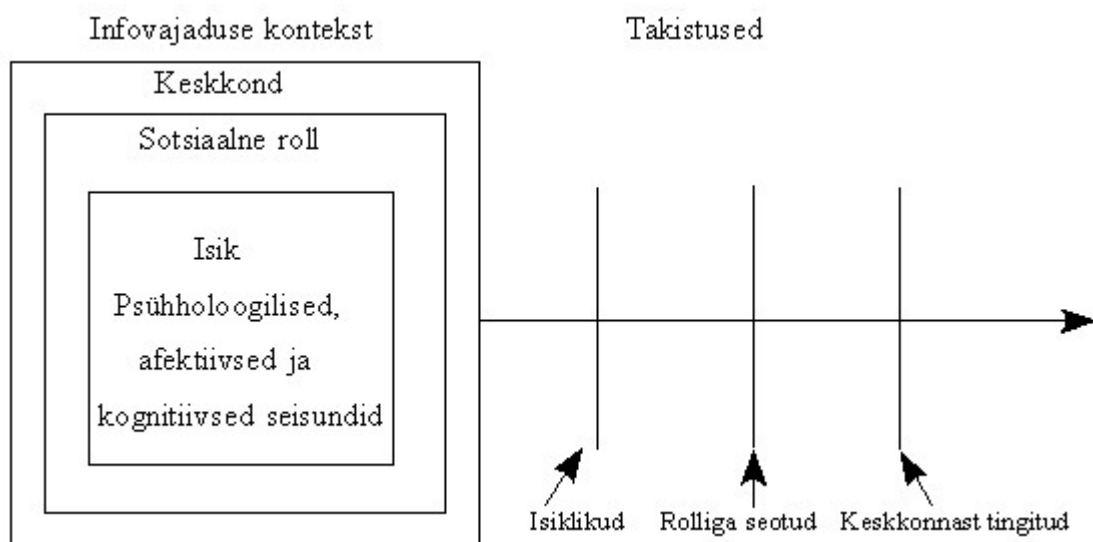 Infovajaduse kontekst
Takistused
Keskkond
Sotsiaalne roll
Isik
Psühholoogilised,
afektiivsed ja
kognitiivsed seisundid
Isiklikud
Rolliga seotud
Keskkonnast tingitud